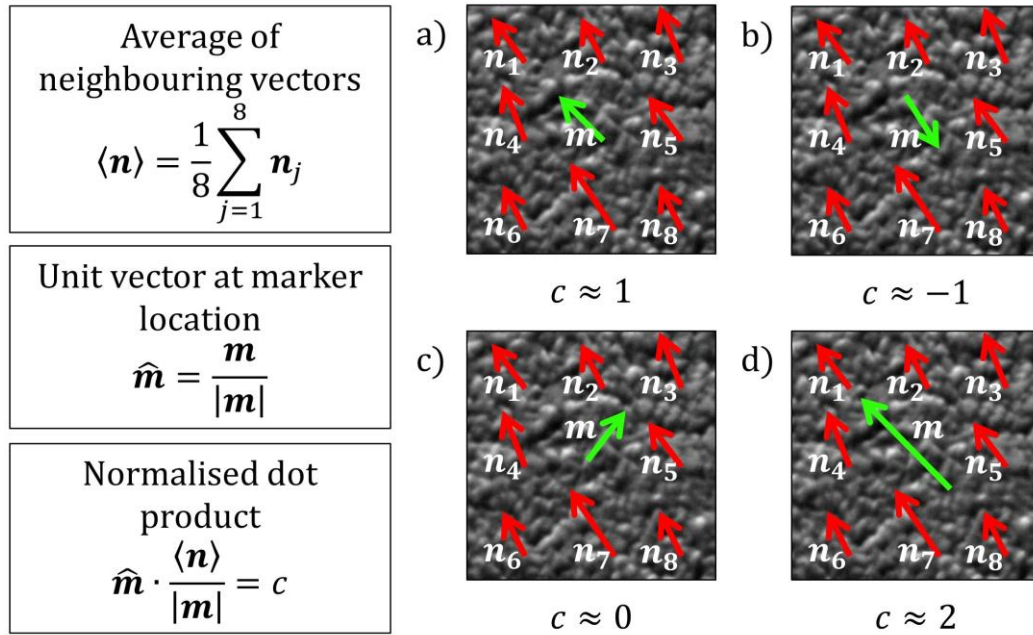 Average of
neighbouring vectors
⟨n⟩ = 1/8 ∑_{j=1}^{8} n_j
Unit vector at marker
location
m̂ = m/|m|
Normalised dot
product
m̂ · ⟨n⟩/|m| = c
a)
n₁ n₂ n₃
n₄ m n₅
n₆ n₇ n₈
c ≈ 1
b)
n₁ n₂ n₃
n₄ m n₅
n₆ n₇ n₈
c ≈ −1
c)
n₁ n₂ n₃
m
n₄ n₅
n₆ n₇ n₈
c ≈ 0
d)
n₁ n₂ n₃
m
n₄ n₅
n₆ n₇ n₈
c ≈ 2